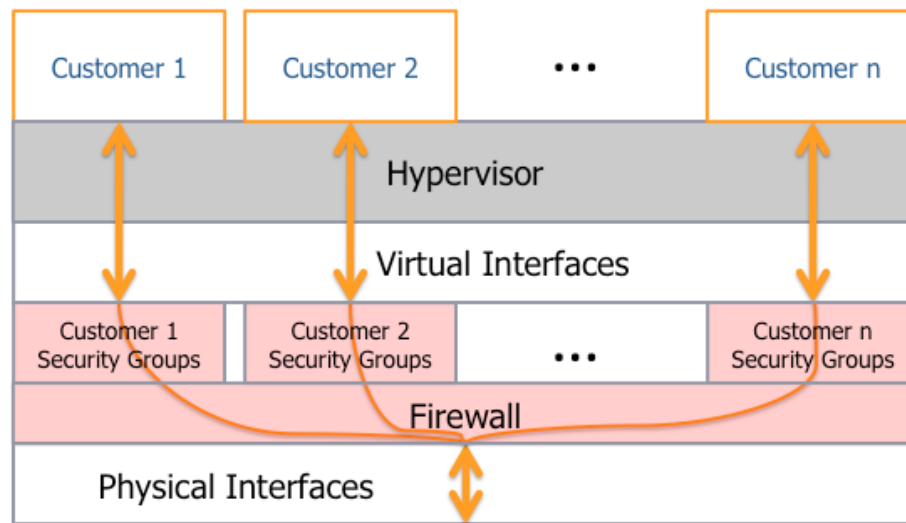 Customer 1
Customer 2
...
Customer n
Hypervisor
Virtual Interfaces
Customer 1
Security Groups
Customer 2
Security Groups
...
Customer n
Security Groups
Firewall
Physical Interfaces